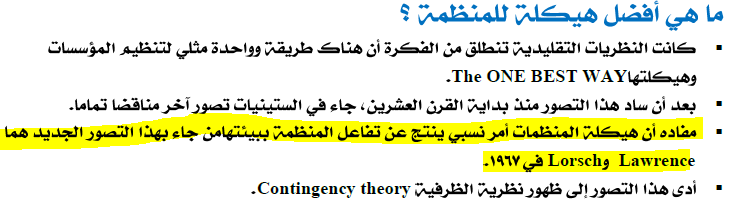 ما هي أفضل هيكلة للمنظمة ؟
▪ كانت النظريات التقليدية تنطلق من الفكرة أن هناك طريقة وواحدة مثلي لتنظيم المؤسسات
وهيكلتهاThe ONE BEST WAY.
▪ بعد أن ساد هذا التصور منذ بداية القرن العشرين، جاء في الستينيات تصور آخر مناقضا تماما.
▪ مفاده أن هيكلة المنظمات أمر نسبي ينتج عن تفاعل المنظمة ببيئتهامن جاء بهذا التصور الجديد هما
Lawrence وLorsch في ١٩٦٧.
▪ أدى هذا التصور إلى ظهور نظرية الظرفية Contingency theory.